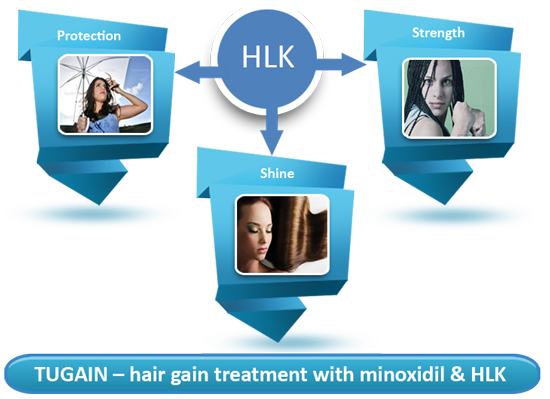 Protection
HLK
Strength
Shine
TUGAIN – hair gain treatment with minoxidil & HLK